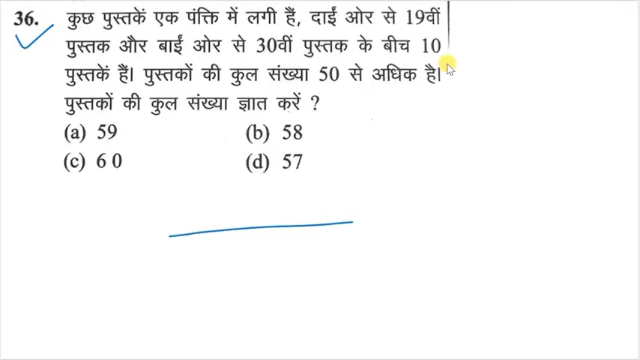 36. कुछ पुस्तकें एक पंक्ति में लगी हैं, दाईं ओर से 19वीं
पुस्तक और बाईं ओर से 30वीं पुस्तक के बीच 10
पुस्तकें हैं। पुस्तकों की कुल संख्या 50 से अधिक है।
पुस्तकों की कुल संख्या ज्ञात करें ?
(a) 59 (b) 58
(c) 6 0 (d) 57